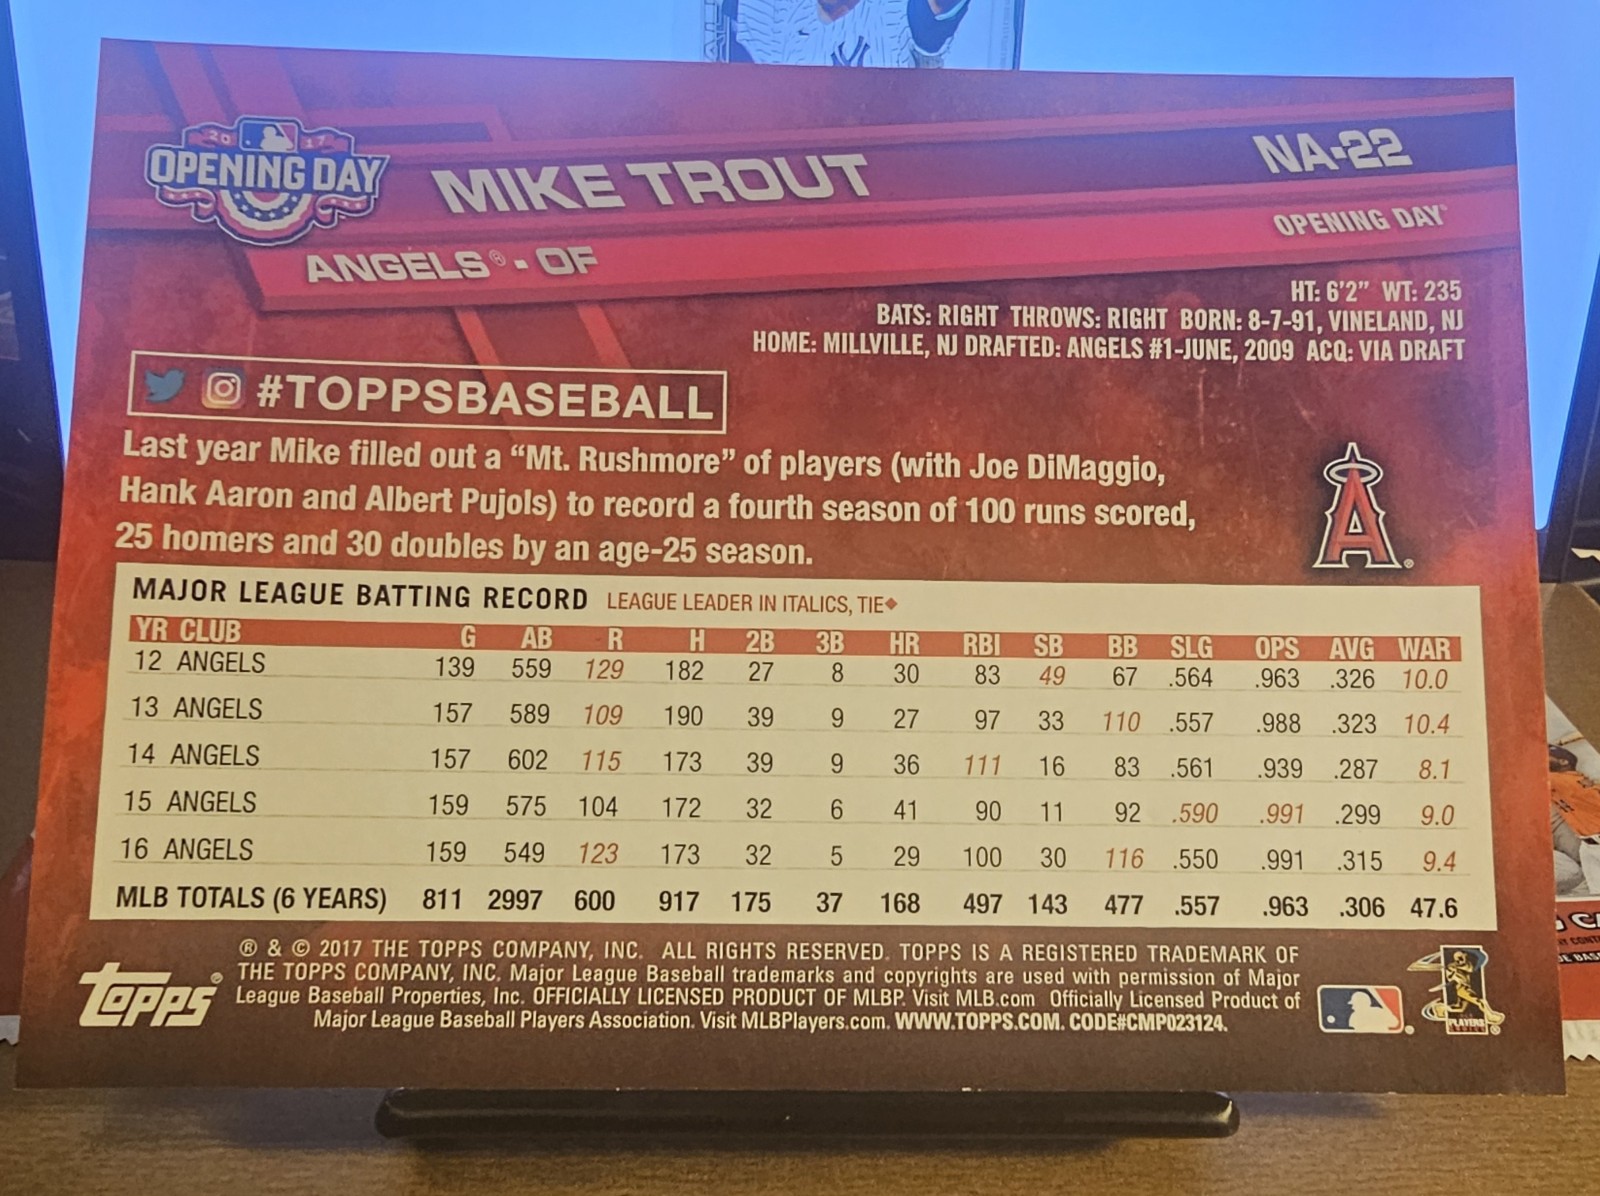 2017
OPENING DAY
MIKE TROUT
NA-22
ANGELS® - OF
OPENING DAY
HT: 6'2" WT: 235
BATS: RIGHT THROWS: RIGHT BORN: 8-7-91, VINELAND, NJ
HOME: MILLVILLE, NJ DRAFTED: ANGELS #1-JUNE, 2009 ACQ: VIA DRAFT
#TOPPSBASEBALL
Last year Mike filled out a “Mt. Rushmore” of players (with Joe DiMaggio,
Hank Aaron and Albert Pujols) to record a fourth season of 100 runs scored,
25 homers and 30 doubles by an age-25 season.
A®
MAJOR LEAGUE BATTING RECORD LEAGUE LEADER IN ITALICS, TIE◆
YR CLUB G AB R H 2B 3B HR RBI SB BB SLG OPS AVG WAR
12 ANGELS 139 559 129 182 27 8 30 83 49 67 .564 .963 .326 10.0
13 ANGELS 157 589 109 190 39 9 27 97 33 110 .557 .988 .323 10.4
14 ANGELS 157 602 115 173 39 9 36 111 16 83 .561 .939 .287 8.1
15 ANGELS 159 575 104 172 32 6 41 90 11 92 .590 .991 .299 9.0
16 ANGELS 159 549 123 173 32 5 29 100 30 116 .550 .991 .315 9.4
MLB TOTALS (6 YEARS) 811 2997 600 917 175 37 168 497 143 477 .557 .963 .306 47.6
® & © 2017 THE TOPPS COMPANY, INC. ALL RIGHTS RESERVED. TOPPS IS A REGISTERED TRADEMARK OF
THE TOPPS COMPANY, INC. Major League Baseball trademarks and copyrights are used with permission of Major
League Baseball Properties, Inc. OFFICIALLY LICENSED PRODUCT OF MLBP. Visit MLB.com Officially Licensed Product of
Major League Baseball Players Association. Visit MLBPlayers.com. WWW.TOPPS.COM. CODE#CMP023124.
TOPPS®
PLAYERS